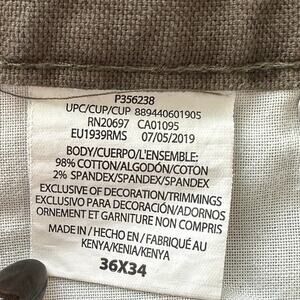 P356238
UPC/CUP/CUP 889440601905
RN20697 CA01095
EU1939RMS 07/05/2019
BODY/CUERPO/L'ENSEMBLE:
98% COTTON/ALGODÓN/COTON
2% SPANDEX/SPANDEX/SPANDEX
EXCLUSIVE OF DECORATION/TRIMMINGS
EXCLUSIVO PARA DECORACIÓN/ADORNOS
ORNEMENT ET GARNITURE NON COMPRIS
MADE IN / HECHO EN / FABRIQUÉ AU
KENYA/KENIA/KENYA
36X34